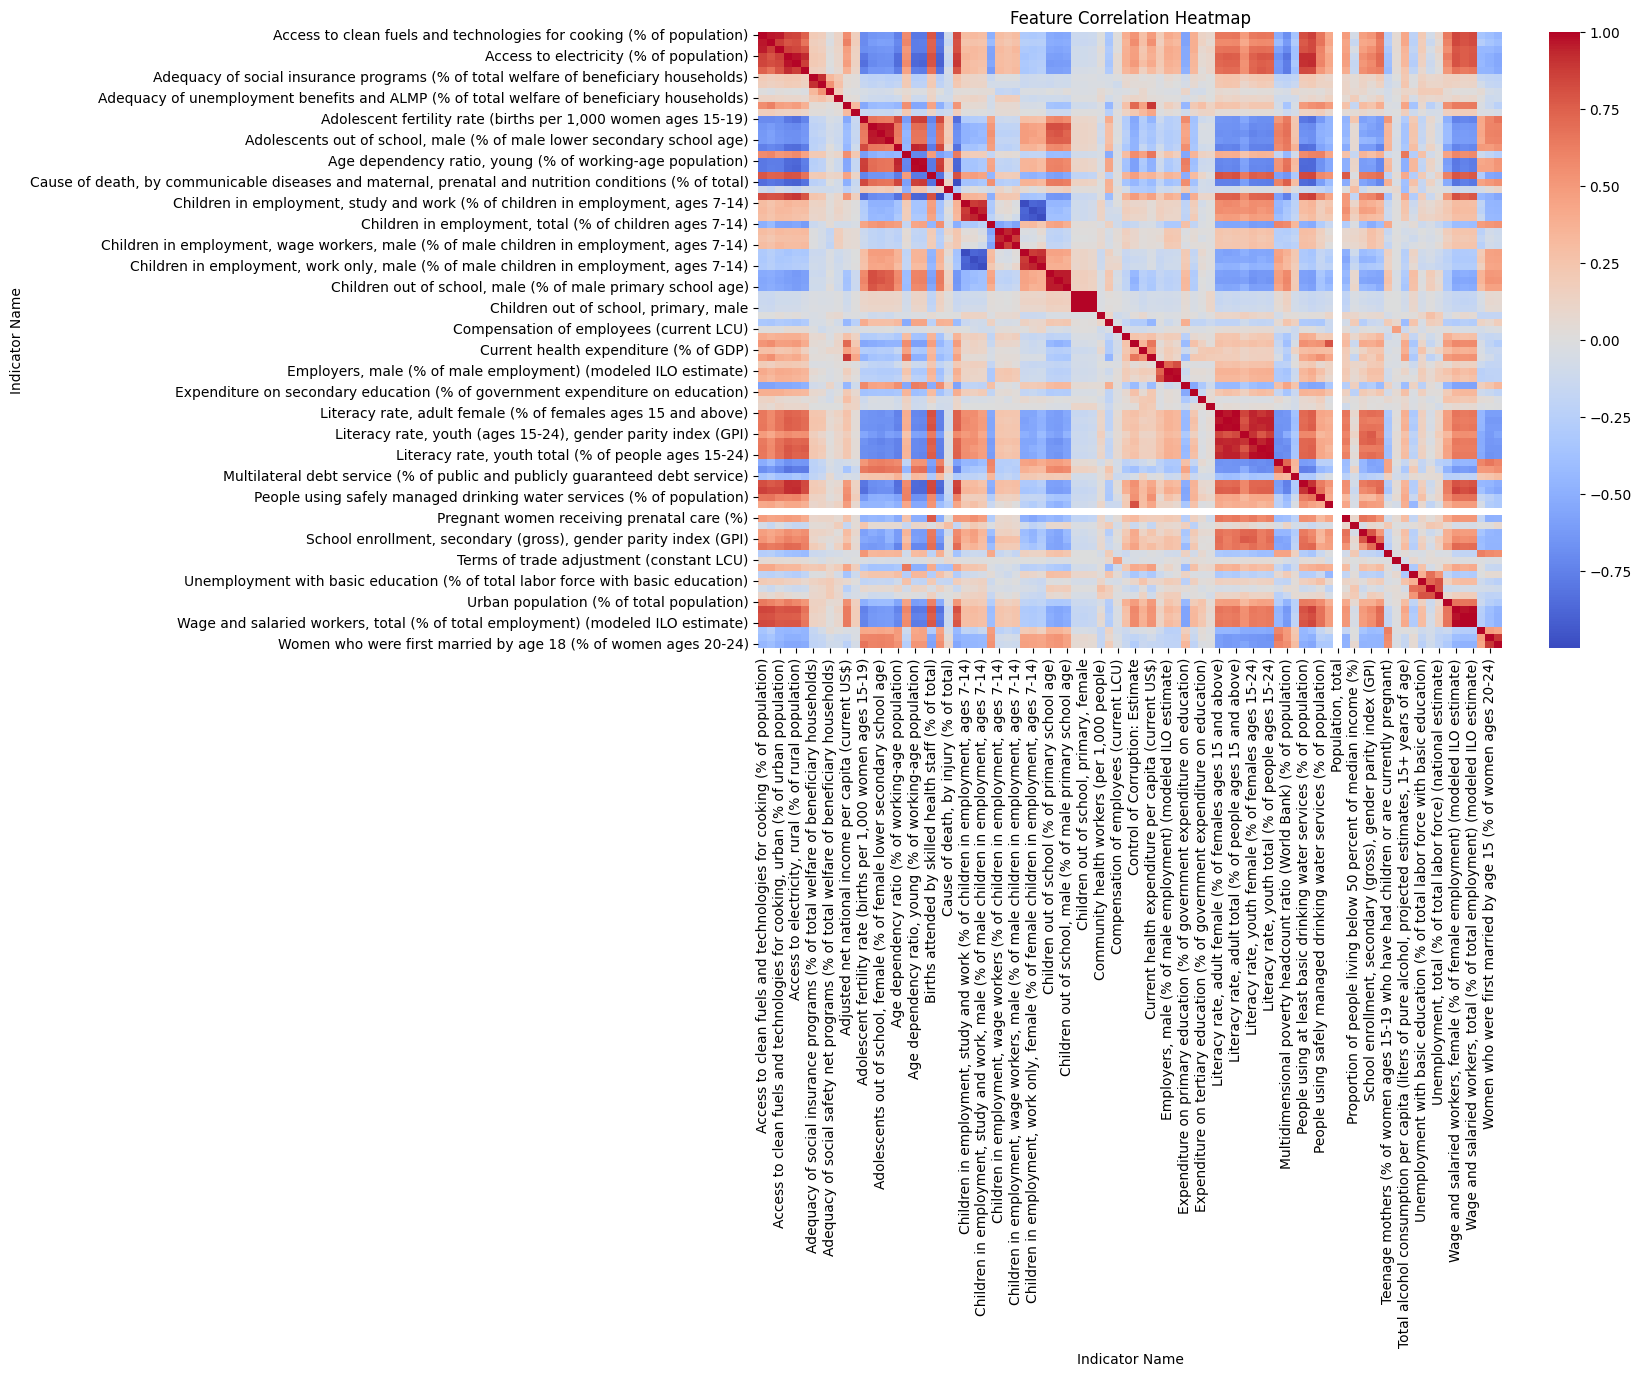 Feature Correlation Heatmap
Indicator Name
Access to clean fuels and technologies for cooking (% of population)
Access to electricity (% of population)
Adequacy of social insurance programs (% of total welfare of beneficiary households)
Adequacy of unemployment benefits and ALMP (% of total welfare of beneficiary households)
Adolescent fertility rate (births per 1,000 women ages 15-19)
Adolescents out of school, male (% of male lower secondary school age)
Age dependency ratio, young (% of working-age population)
Cause of death, by communicable diseases and maternal, prenatal and nutrition conditions (% of total)
Children in employment, study and work (% of children in employment, ages 7-14)
Children in employment, total (% of children ages 7-14)
Children in employment, wage workers, male (% of male children in employment, ages 7-14)
Children in employment, work only, male (% of male children in employment, ages 7-14)
Children out of school, male (% of male primary school age)
Children out of school, primary, male
Compensation of employees (current LCU)
Current health expenditure (% of GDP)
Employers, male (% of male employment) (modeled ILO estimate)
Expenditure on secondary education (% of government expenditure on education)
Literacy rate, adult female (% of females ages 15 and above)
Literacy rate, youth (ages 15-24), gender parity index (GPI)
Literacy rate, youth total (% of people ages 15-24)
Multilateral debt service (% of public and publicly guaranteed debt service)
People using safely managed drinking water services (% of population)
Pregnant women receiving prenatal care (%)
School enrollment, secondary (gross), gender parity index (GPI)
Terms of trade adjustment (constant LCU)
Unemployment with basic education (% of total labor force with basic education)
Urban population (% of total population)
Wage and salaried workers, total (% of total employment) (modeled ILO estimate)
Women who were first married by age 18 (% of women ages 20-24)
1.00
0.75
0.50
0.25
0.00
−0.25
−0.50
−0.75
Access to clean fuels and technologies for cooking (% of population)
Access to clean fuels and technologies for cooking, urban (% of urban population)
Access to electricity, rural (% of rural population)
Adequacy of social insurance programs (% of total welfare of beneficiary households)
Adequacy of social safety net programs (% of total welfare of beneficiary households)
Adjusted net national income per capita (current US$)
Adolescent fertility rate (births per 1,000 women ages 15-19)
Adolescents out of school, female (% of female lower secondary school age)
Age dependency ratio (% of working-age population)
Age dependency ratio, young (% of working-age population)
Births attended by skilled health staff (% of total)
Cause of death, by injury (% of total)
Children in employment, study and work (% of children in employment, ages 7-14)
Children in employment, study and work, male (% of male children in employment, ages 7-14)
Children in employment, wage workers (% of children in employment, ages 7-14)
Children in employment, wage workers, male (% of male children in employment, ages 7-14)
Children in employment, work only, female (% of female children in employment, ages 7-14)
Children out of school (% of primary school age)
Children out of school, male (% of male primary school age)
Children out of school, primary, female
Community health workers (per 1,000 people)
Compensation of employees (current LCU)
Control of Corruption: Estimate
Current health expenditure per capita (current US$)
Employers, male (% of male employment) (modeled ILO estimate)
Expenditure on primary education (% of government expenditure on education)
Expenditure on tertiary education (% of government expenditure on education)
Literacy rate, adult female (% of females ages 15 and above)
Literacy rate, adult total (% of people ages 15 and above)
Literacy rate, youth female (% of females ages 15-24)
Literacy rate, youth total (% of people ages 15-24)
Multidimensional poverty headcount ratio (World Bank) (% of population)
People using at least basic drinking water services (% of population)
People using safely managed drinking water services (% of population)
Population, total
Proportion of people living below 50 percent of median income (%)
School enrollment, secondary (gross), gender parity index (GPI)
Teenage mothers (% of women ages 15-19 who have had children or are currently pregnant)
Total alcohol consumption per capita (liters of pure alcohol, projected estimates, 15+ years of age)
Unemployment with basic education (% of total labor force with basic education)
Unemployment, total (% of total labor force) (national estimate)
Wage and salaried workers, female (% of female employment) (modeled ILO estimate)
Wage and salaried workers, total (% of total employment) (modeled ILO estimate)
Women who were first married by age 15 (% of women ages 20-24)
Indicator Name